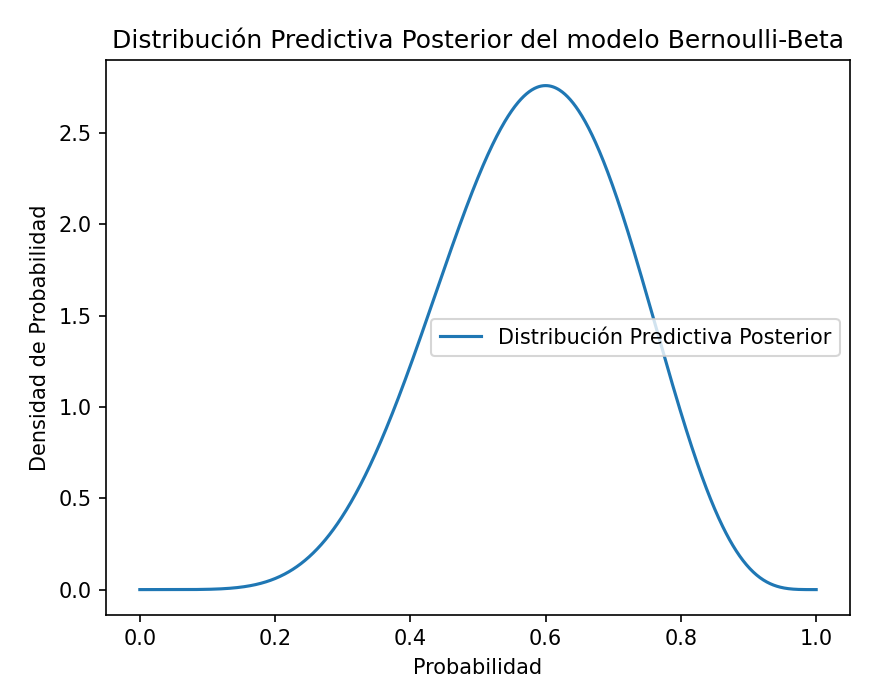 Distribución Predictiva Posterior del modelo Bernoulli-Beta
Densidad de Probabilidad
2.5
2.0
1.5
1.0
0.5
0.0
Distribución Predictiva Posterior
0.0 0.2 0.4 0.6 0.8 1.0
Probabilidad